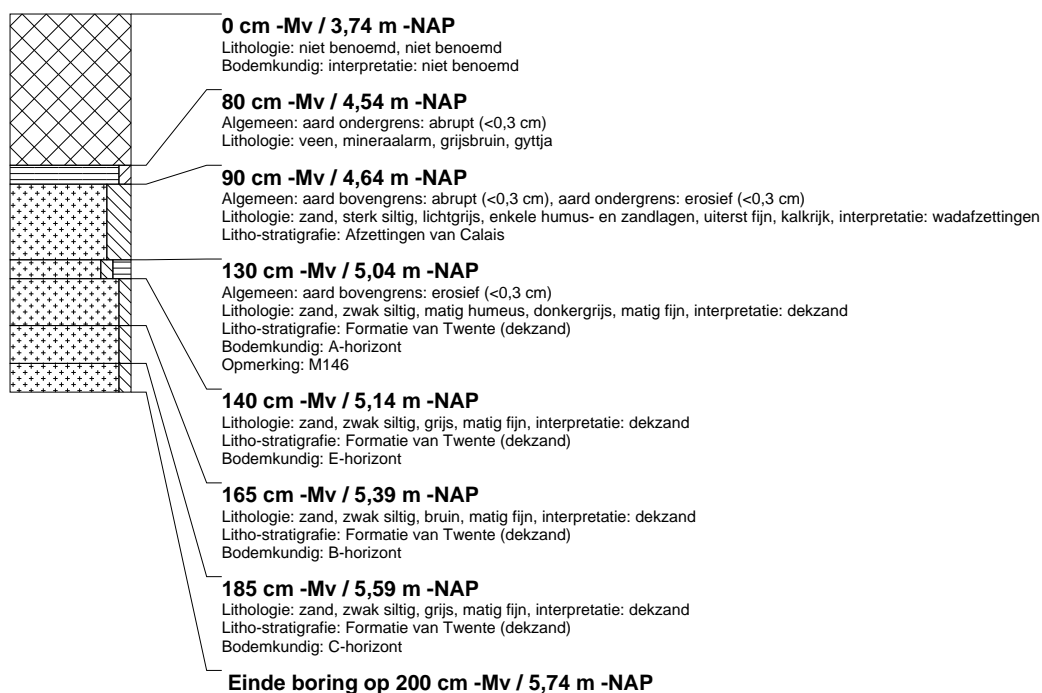 0 cm -Mv / 3,74 m -NAP
Lithologie: niet benoemd, niet benoemd
Bodemkundig: interpretatie: niet benoemd
80 cm -Mv / 4,54 m -NAP
Algemeen: aard ondergrens: abrupt (<0,3 cm)
Lithologie: veen, mineraalarm, grijsbruin, gyttja
90 cm -Mv / 4,64 m -NAP
Algemeen: aard bovengrens: abrupt (<0,3 cm), aard ondergrens: erosief (<0,3 cm)
Lithologie: zand, sterk siltig, lichtgrijs, enkele humus- en zandlagen, uiterst fijn, kalkrijk, interpretatie: wadafzettingen
Litho-stratigrafie: Afzettingen van Calais
130 cm -Mv / 5,04 m -NAP
Algemeen: aard bovengrens: erosief (<0,3 cm)
Lithologie: zand, zwak siltig, matig humeus, donkergrijs, matig fijn, interpretatie: dekzand
Litho-stratigrafie: Formatie van Twente (dekzand)
Bodemkundig: A-horizont
Opmerking: M146
140 cm -Mv / 5,14 m -NAP
Lithologie: zand, zwak siltig, grijs, matig fijn, interpretatie: dekzand
Litho-stratigrafie: Formatie van Twente (dekzand)
Bodemkundig: E-horizont
165 cm -Mv / 5,39 m -NAP
Lithologie: zand, zwak siltig, bruin, matig fijn, interpretatie: dekzand
Litho-stratigrafie: Formatie van Twente (dekzand)
Bodemkundig: B-horizont
185 cm -Mv / 5,59 m -NAP
Lithologie: zand, zwak siltig, grijs, matig fijn, interpretatie: dekzand
Litho-stratigrafie: Formatie van Twente (dekzand)
Bodemkundig: C-horizont
Einde boring op 200 cm -Mv / 5,74 m -NAP